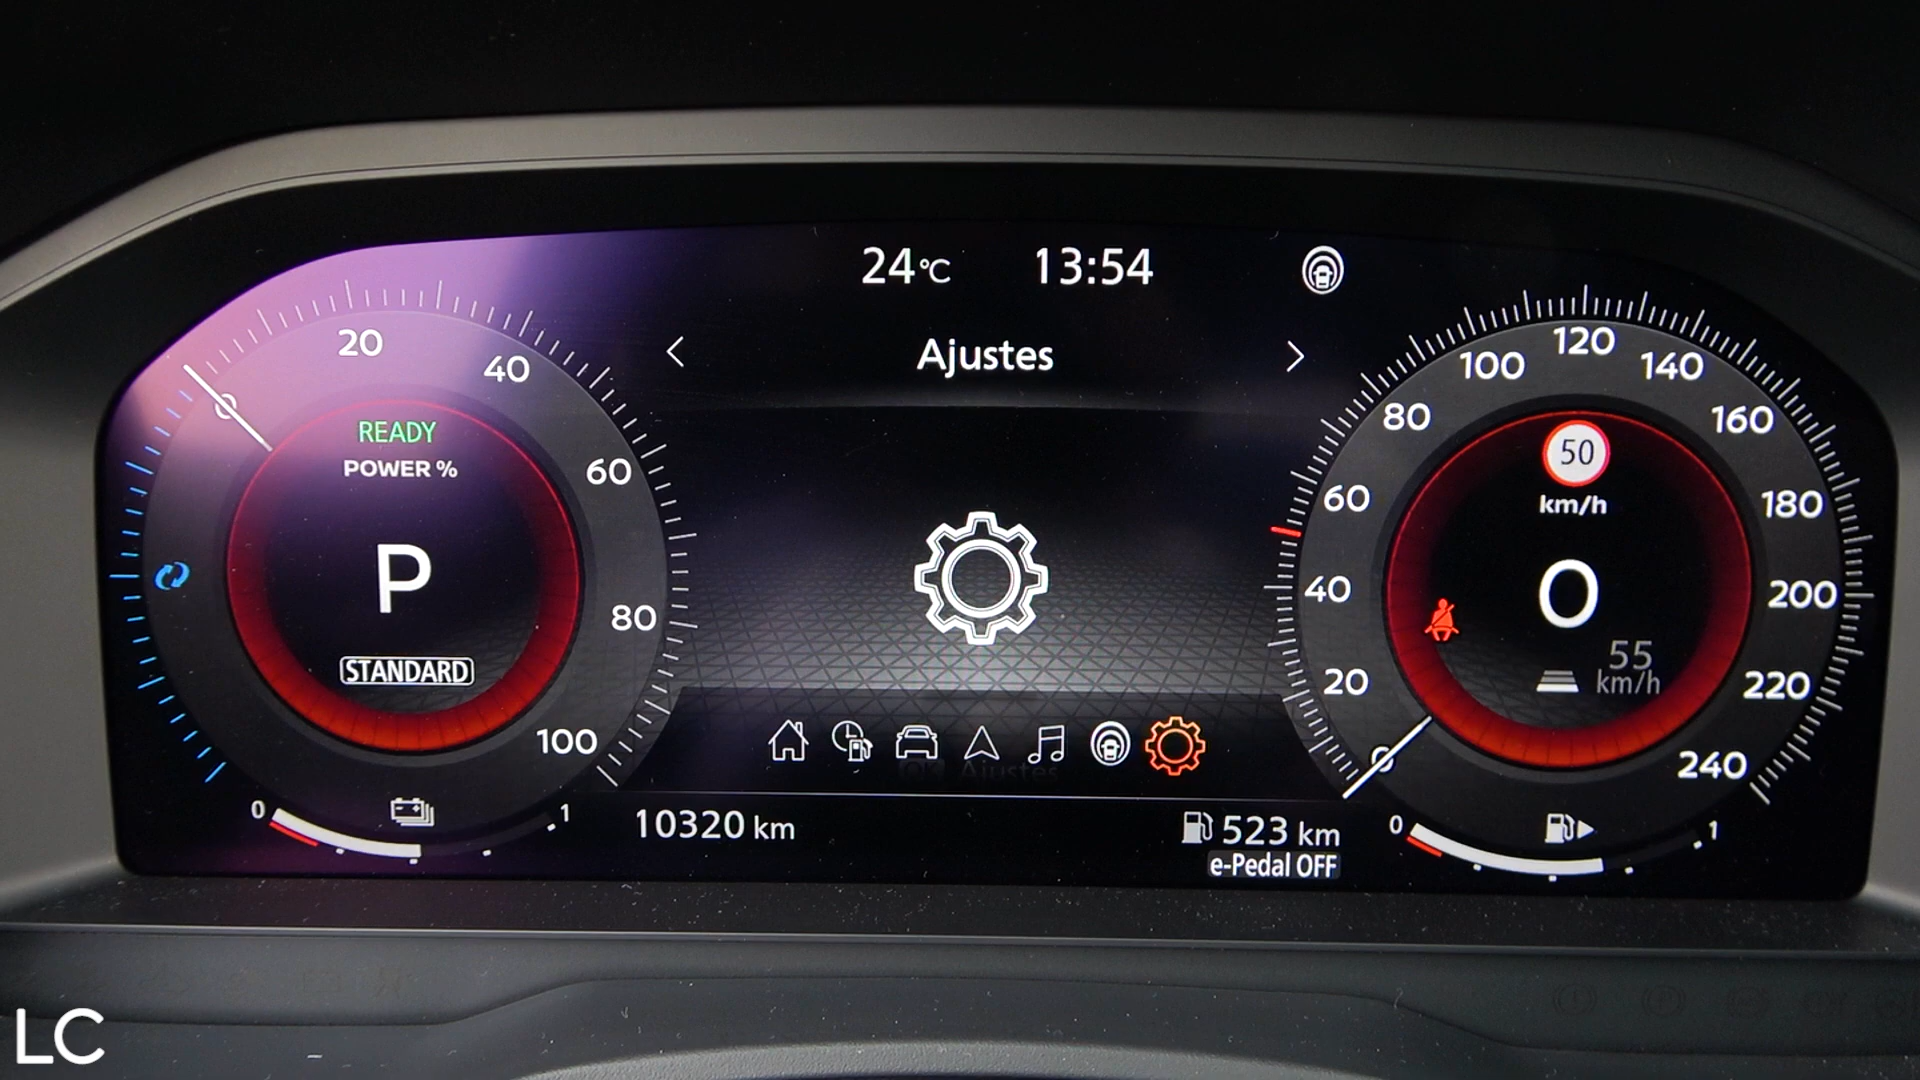 24°C 13:54
< Ajustes >
0 20 40 60 80 100
READY
POWER %
P
STANDARD
0 1
10320 km
523 km
e-Pedal OFF
0 20 40 60 80 100 120 140 160 180 200 220 240
50
km/h
0
55
km/h
0 1
LC